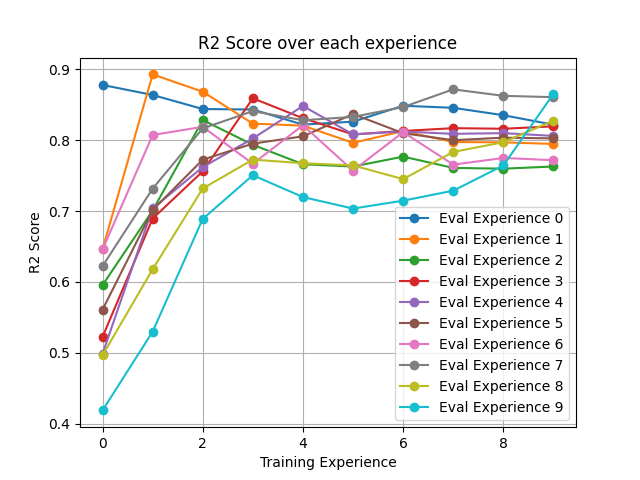 R2 Score over each experience
R2 Score
0.9
0.8
0.7
0.6
0.5
0.4
0 2 4 6 8
Training Experience
Eval Experience 0
Eval Experience 1
Eval Experience 2
Eval Experience 3
Eval Experience 4
Eval Experience 5
Eval Experience 6
Eval Experience 7
Eval Experience 8
Eval Experience 9